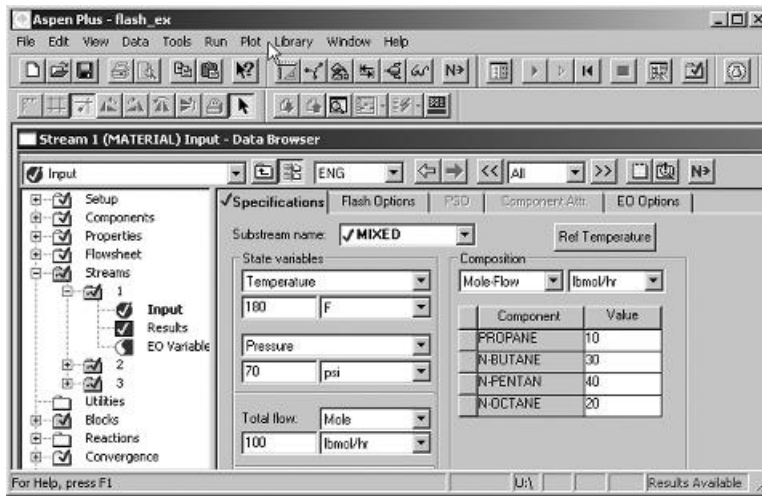 Aspen Plus - flash_ex
File Edit View Data Tools Run Plot Library Window Help
N>
Stream 1 (MATERIAL) Input - Data Browser
Input ENG << All >> N>
Setup
Components
Properties
Flowsheet
Streams
1
Input
Results
EO Variable
2
3
Utilities
Blocks
Reactions
Convergence
Specifications Flash Options PSD Component Attr. EO Options
Substream name: MIXED Ref Temperature
State variables
Temperature
180 F
Pressure
70 psi
Total flow: Mole
100 lbmol/hr
Composition
Mole-Flow lbmol/hr
Component Value
PROPANE 10
N-BUTANE 30
N-PENTAN 40
N-OCTANE 20
For Help, press F1 U:\ Results Available